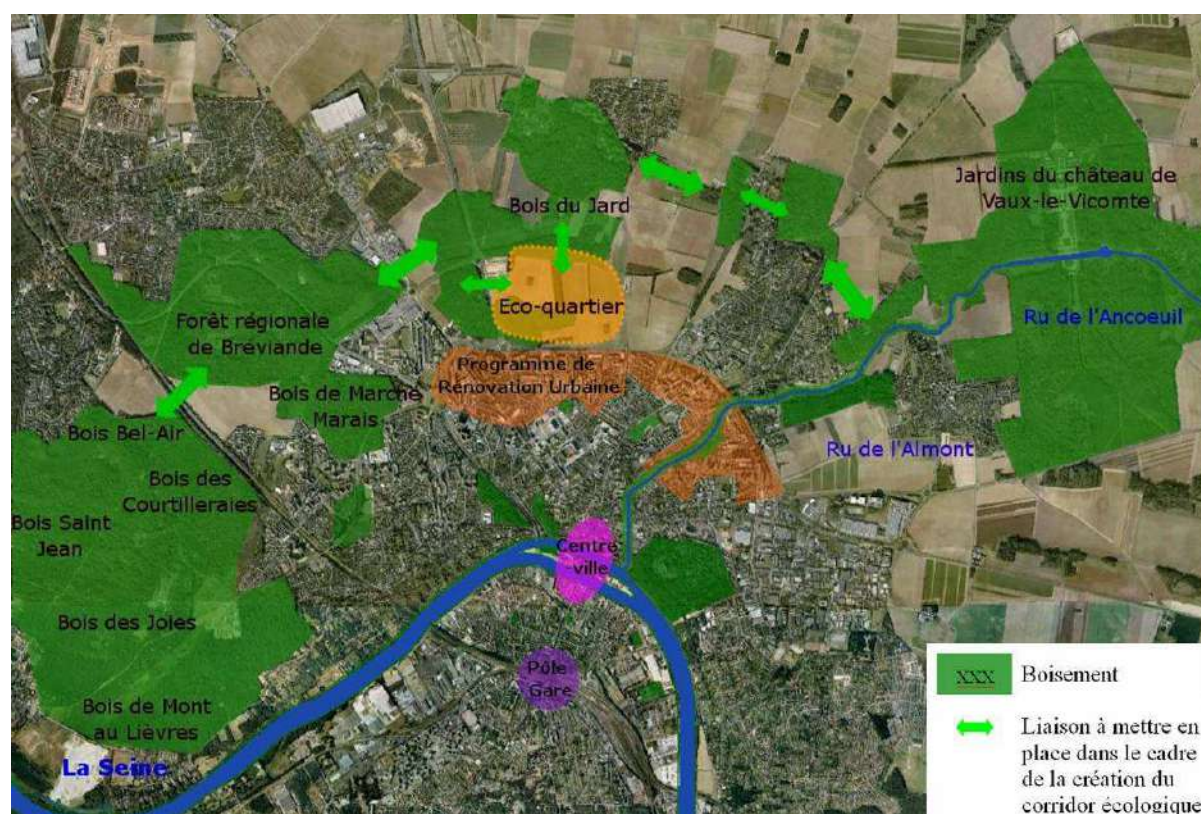 Jardins du château de
Vaux-le-Vicomte
Bois du Jard
Eco-quartier
Forêt régionale
de Bréviande
Ru de l'Ancoeuil
Programme de
Rénovation Urbaine
Bois de Marche
Marais
Bois Bel-Air
Ru de l'Almont
Bois des
Courtilleraies
Bois Saint
Jean
Centre-
ville
Bois des Joies
Pôle
Gare
Bois de Mont
au Lièvres
La Seine
xxx
Boisement
Liaison à mettre en
place dans le cadre
de la création du
corridor écologique